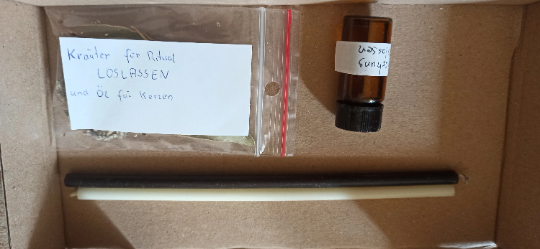 Kräuter für Ritual
LOSLASSEN
und Öl für Kerzen